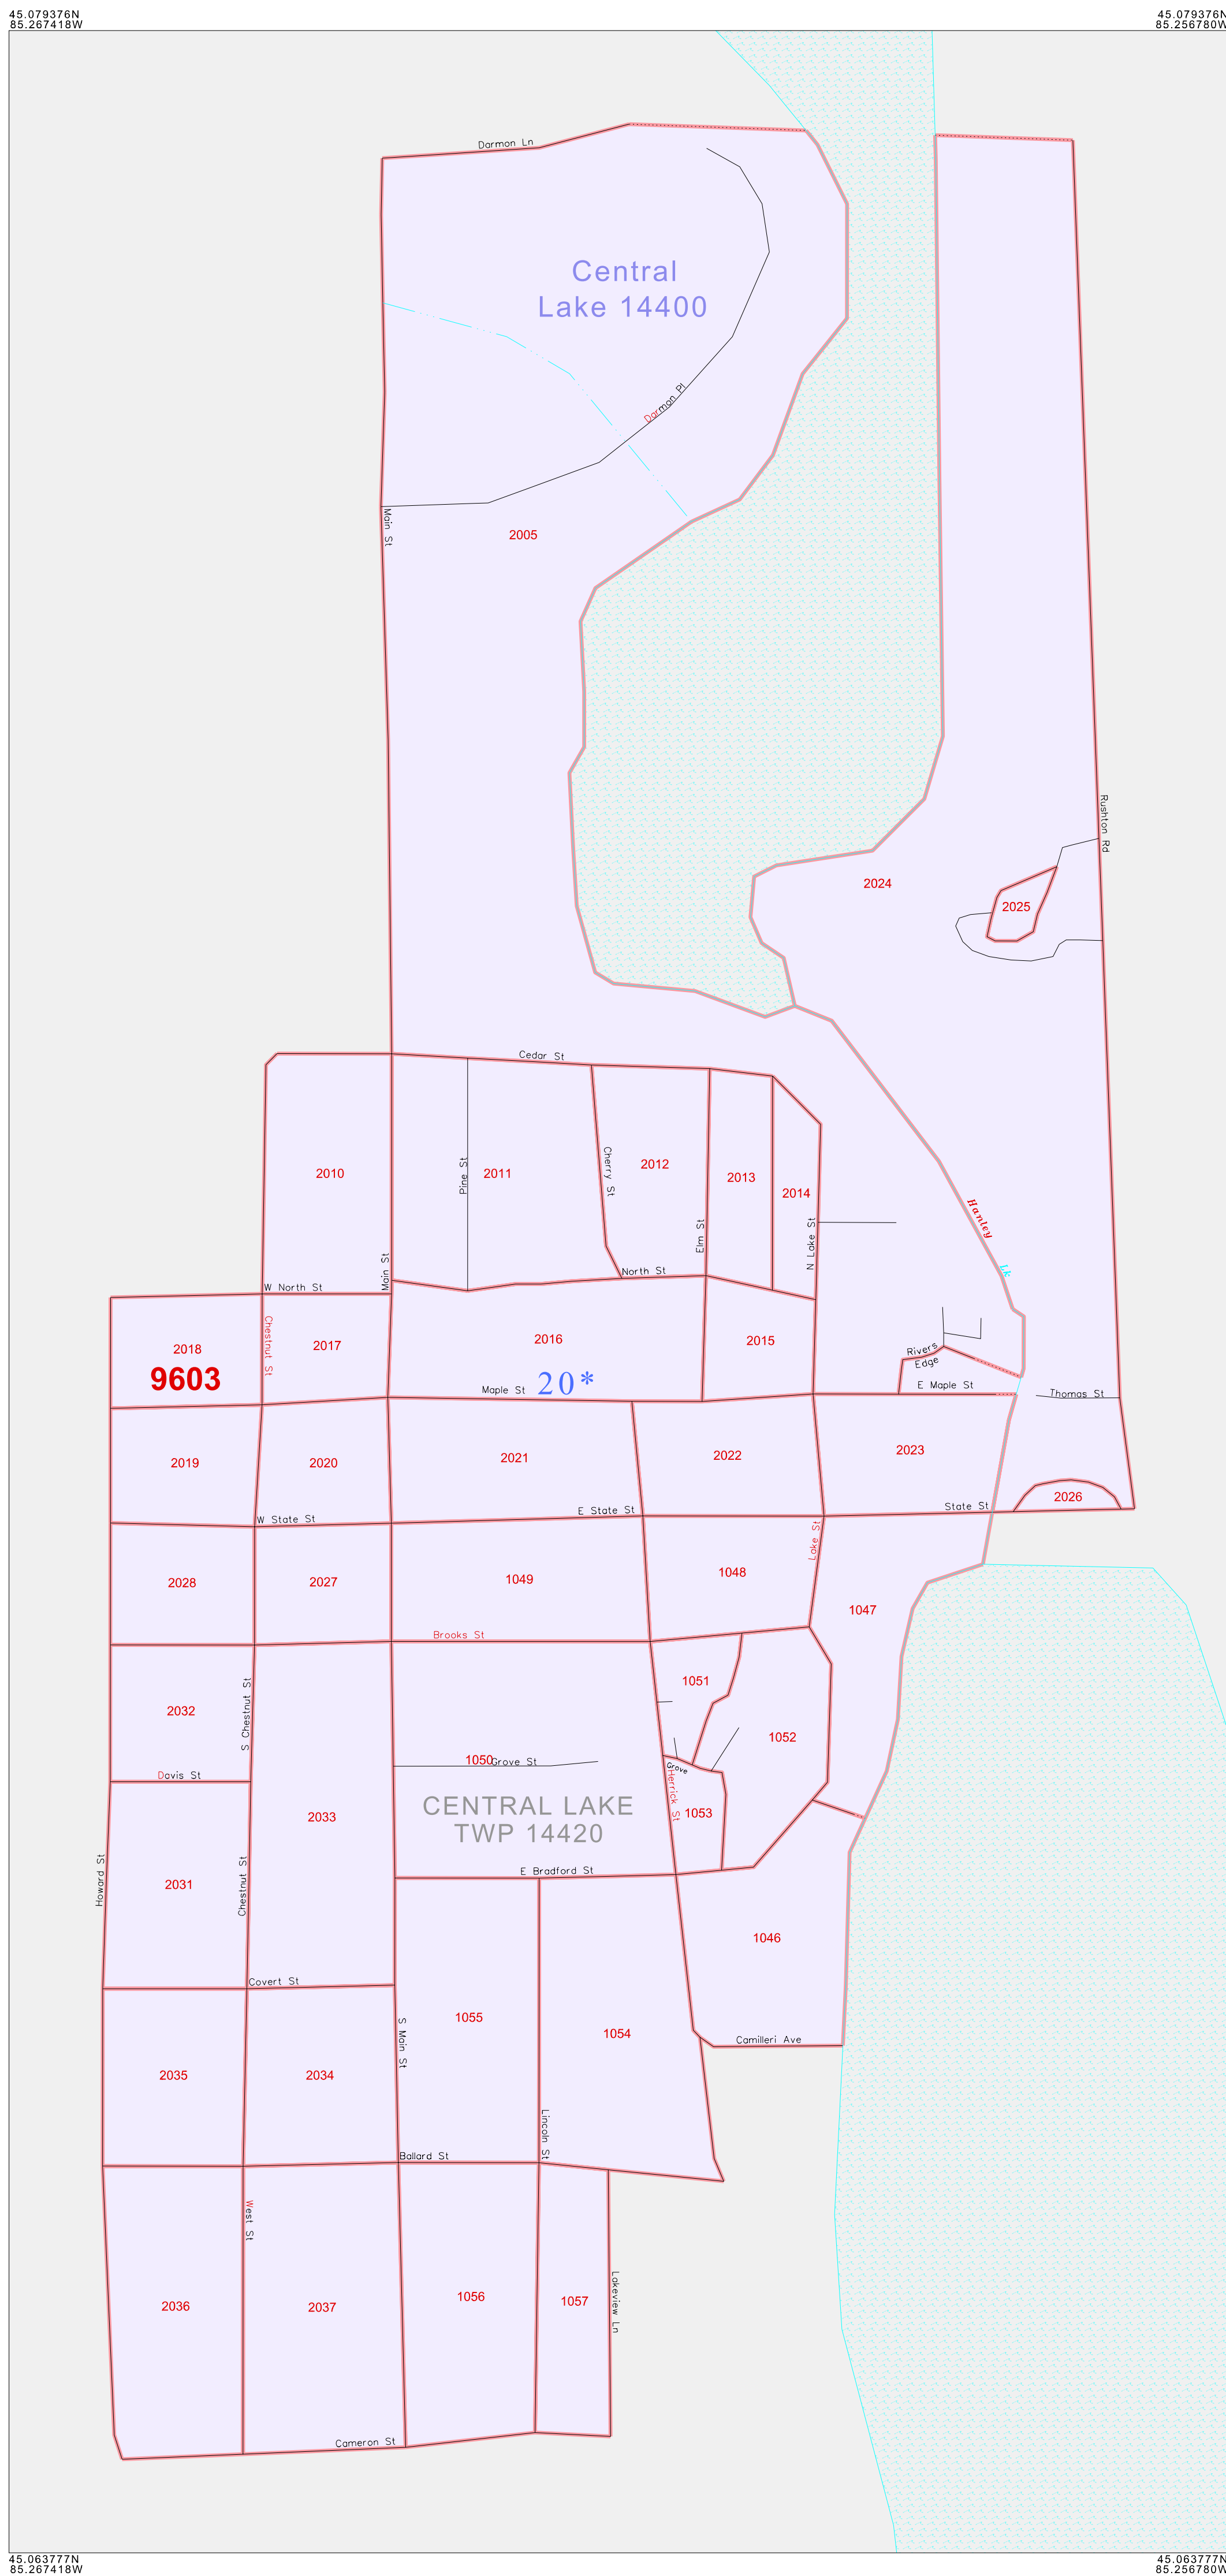 45.079376N
85.267418W
45.079376N
85.256780W
Darmon Ln
Central
Lake 14400
Darmon Pl
Main St
2005
Rushton Rd
2024
2025
Cedar St
2010
Pine St
2011
Cherry St
2012
2013
2014
Elm St
N Lake St
Hanley
Lk
Main St
W North St
North St
2018
Chestnut St
2017
2016
2015
9603
20*
Rivers
Edge
Maple St
E Maple St
Thomas St
2019
2020
2021
2022
2023
2026
W State St
E State St
State St
Lake St
2028
2027
1049
1048
1047
Brooks St
2032
S Chestnut St
1051
1052
1050
Grove St
Davis St
Grove
Herrick St
2033
CENTRAL LAKE
TWP 14420
1053
Howard St
2031
Chestnut St
E Bradford St
1046
Covert St
1055
1054
S Main St
Camilleri Ave
2035
2034
Lincoln St
Ballard St
West St
2036
2037
1056
1057
Lakeview Ln
Cameron St
45.063777N
85.267418W
45.063777N
85.256780W